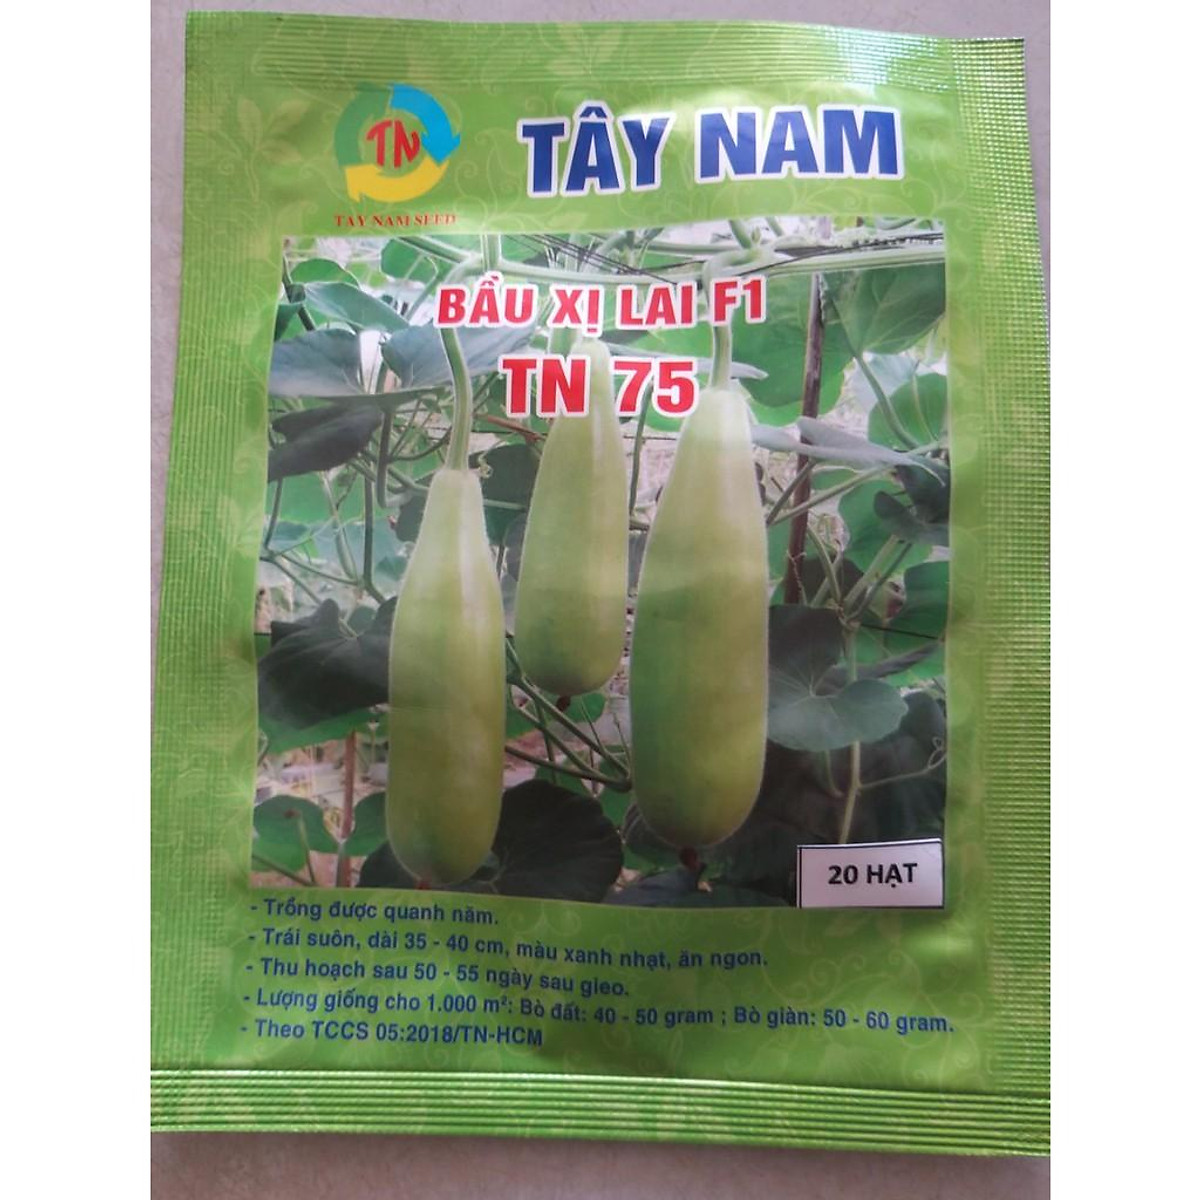 TN
TAY NAM SEED
TÂY NAM
BẦU XỊ LAI F1
TN 75
20 HẠT
- Trồng được quanh năm.
- Trái suôn, dài 35 - 40 cm, màu xanh nhạt, ăn ngon.
- Thu hoạch sau 50 - 55 ngày sau gieo.
- Lượng giống cho 1.000 m²: Bò đất: 40 - 50 gram ; Bò giàn: 50 - 60 gram.
- Theo TCCS 05:2018/TN-HCM